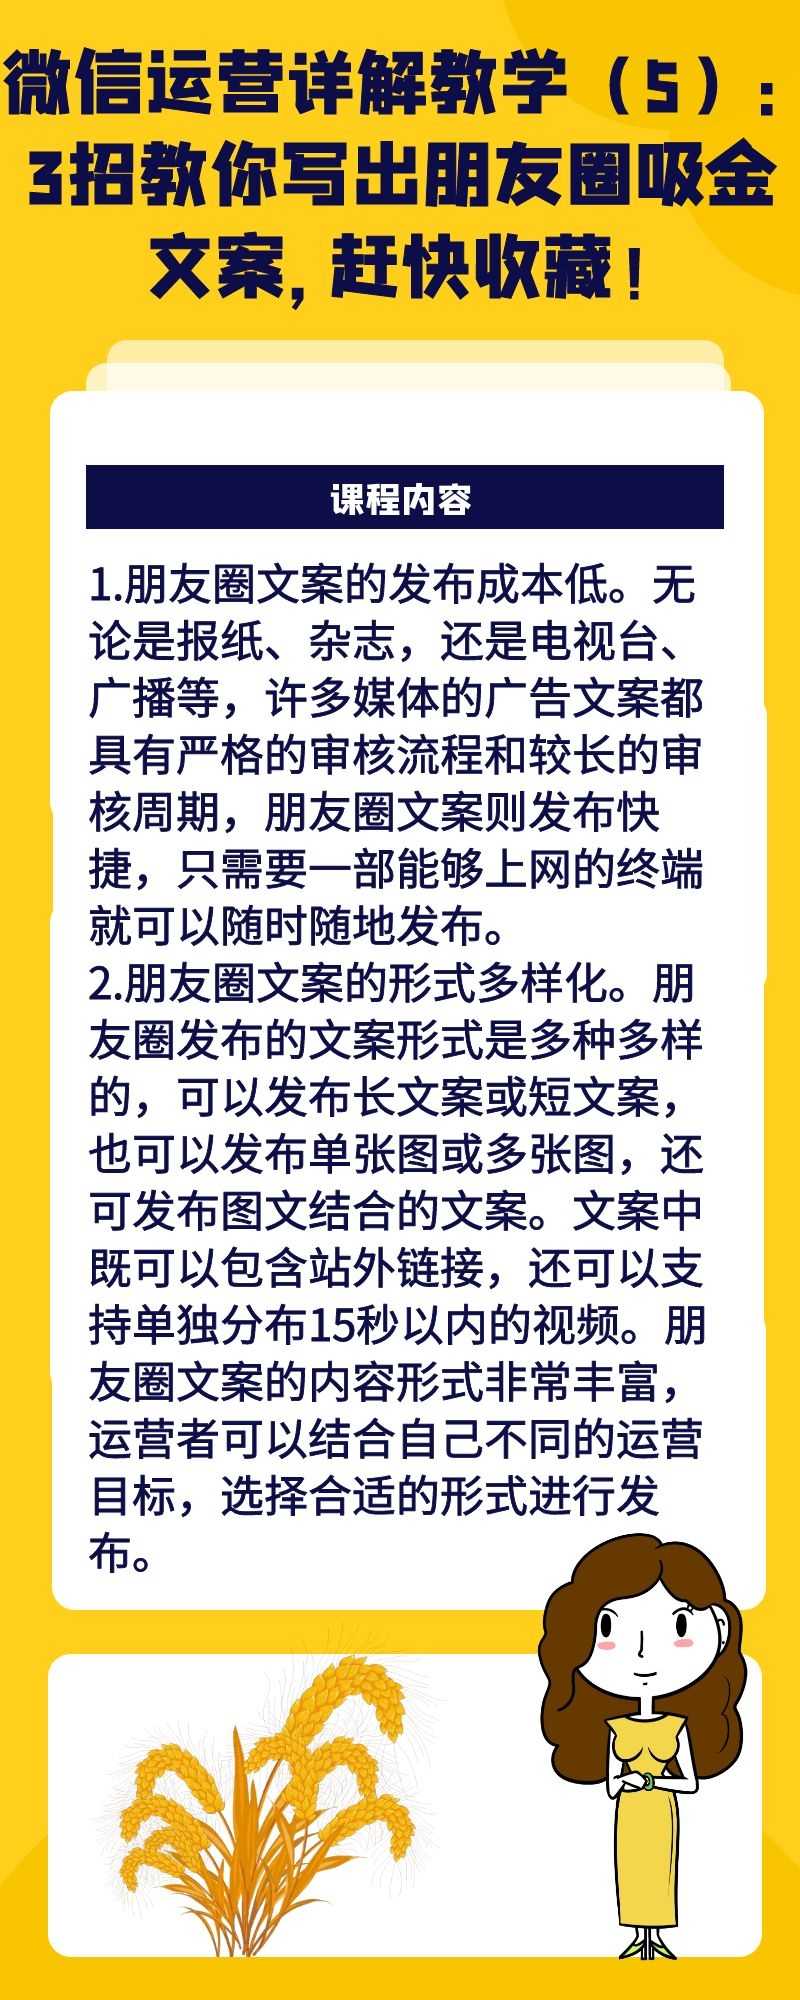 微信运营详解教学（5）：
3招教你写出朋友圈吸金
文案，赶快收藏！
课程内容
1.朋友圈文案的发布成本低。无
论是报纸、杂志，还是电视台、
广播等，许多媒体的广告文案都
具有严格的审核流程和较长的审
核周期，朋友圈文案则发布快
捷，只需要一部能够上网的终端
就可以随时随地发布。
2.朋友圈文案的形式多样化。朋
友圈发布的文案形式是多种多样
的，可以发布长文案或短文案，
也可以发布单张图或多张图，还
可发布图文结合的文案。文案中
既可以包含站外链接，还可以支
持单独分布15秒以内的视频。朋
友圈文案的内容形式非常丰富，
运营者可以结合自己不同的运营
目标，选择合适的形式进行发
布。